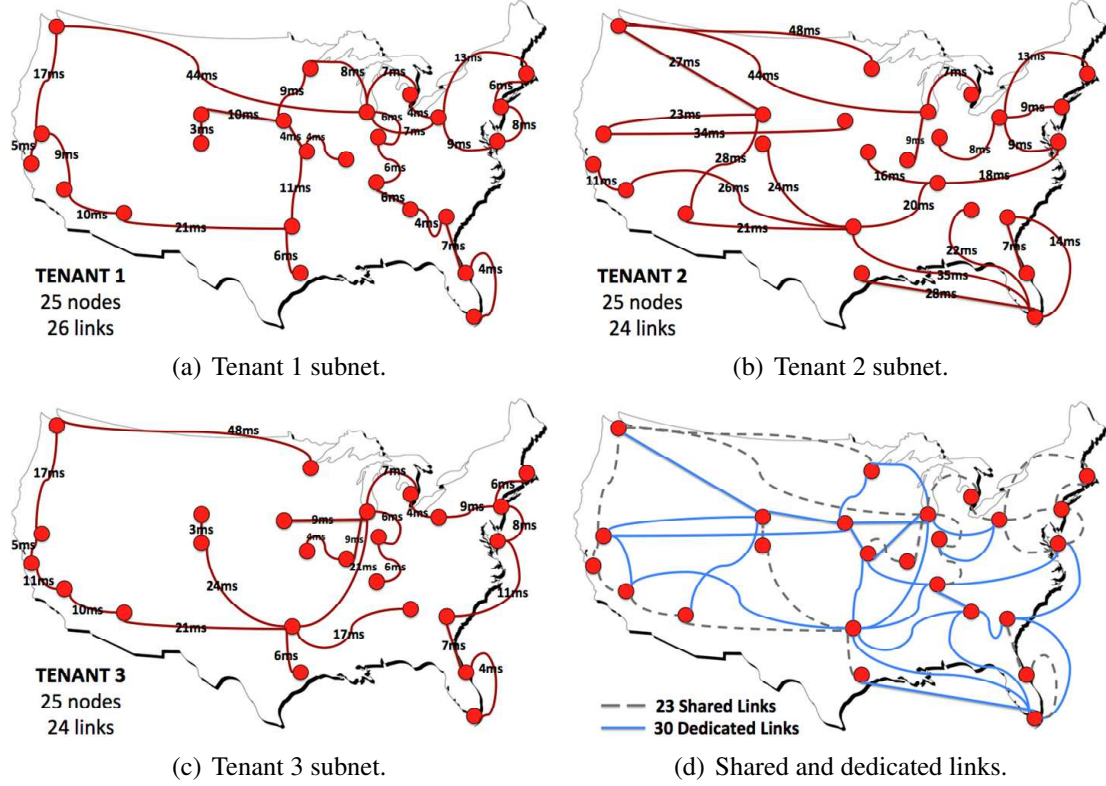 13ms
8ms
7ms
17ms
44ms
9ms
6ms
10ms
6ms
4ms
3ms
4ms
4ms
7ms
8ms
5ms
9ms
9ms
6ms
11ms
6ms
10ms
21ms
4ms
7ms
6ms
4ms
TENANT 1
25 nodes
26 links
(a) Tenant 1 subnet.
48ms
13ms
27ms
44ms
7ms
23ms
9ms
34ms
9ms
8ms
9ms
28ms
16ms
18ms
11ms
26ms
24ms
20ms
21ms
22ms
7ms
14ms
35ms
28ms
TENANT 2
25 nodes
24 links
(b) Tenant 2 subnet.
48ms
17ms
7ms
6ms
4ms
9ms
3ms
9ms
6ms
8ms
5ms
4ms
9ms
21ms
6ms
11ms
24ms
11ms
10ms
21ms
17ms
7ms
6ms
4ms
TENANT 3
25 nodes
24 links
(c) Tenant 3 subnet.
23 Shared Links
30 Dedicated Links
(d) Shared and dedicated links.